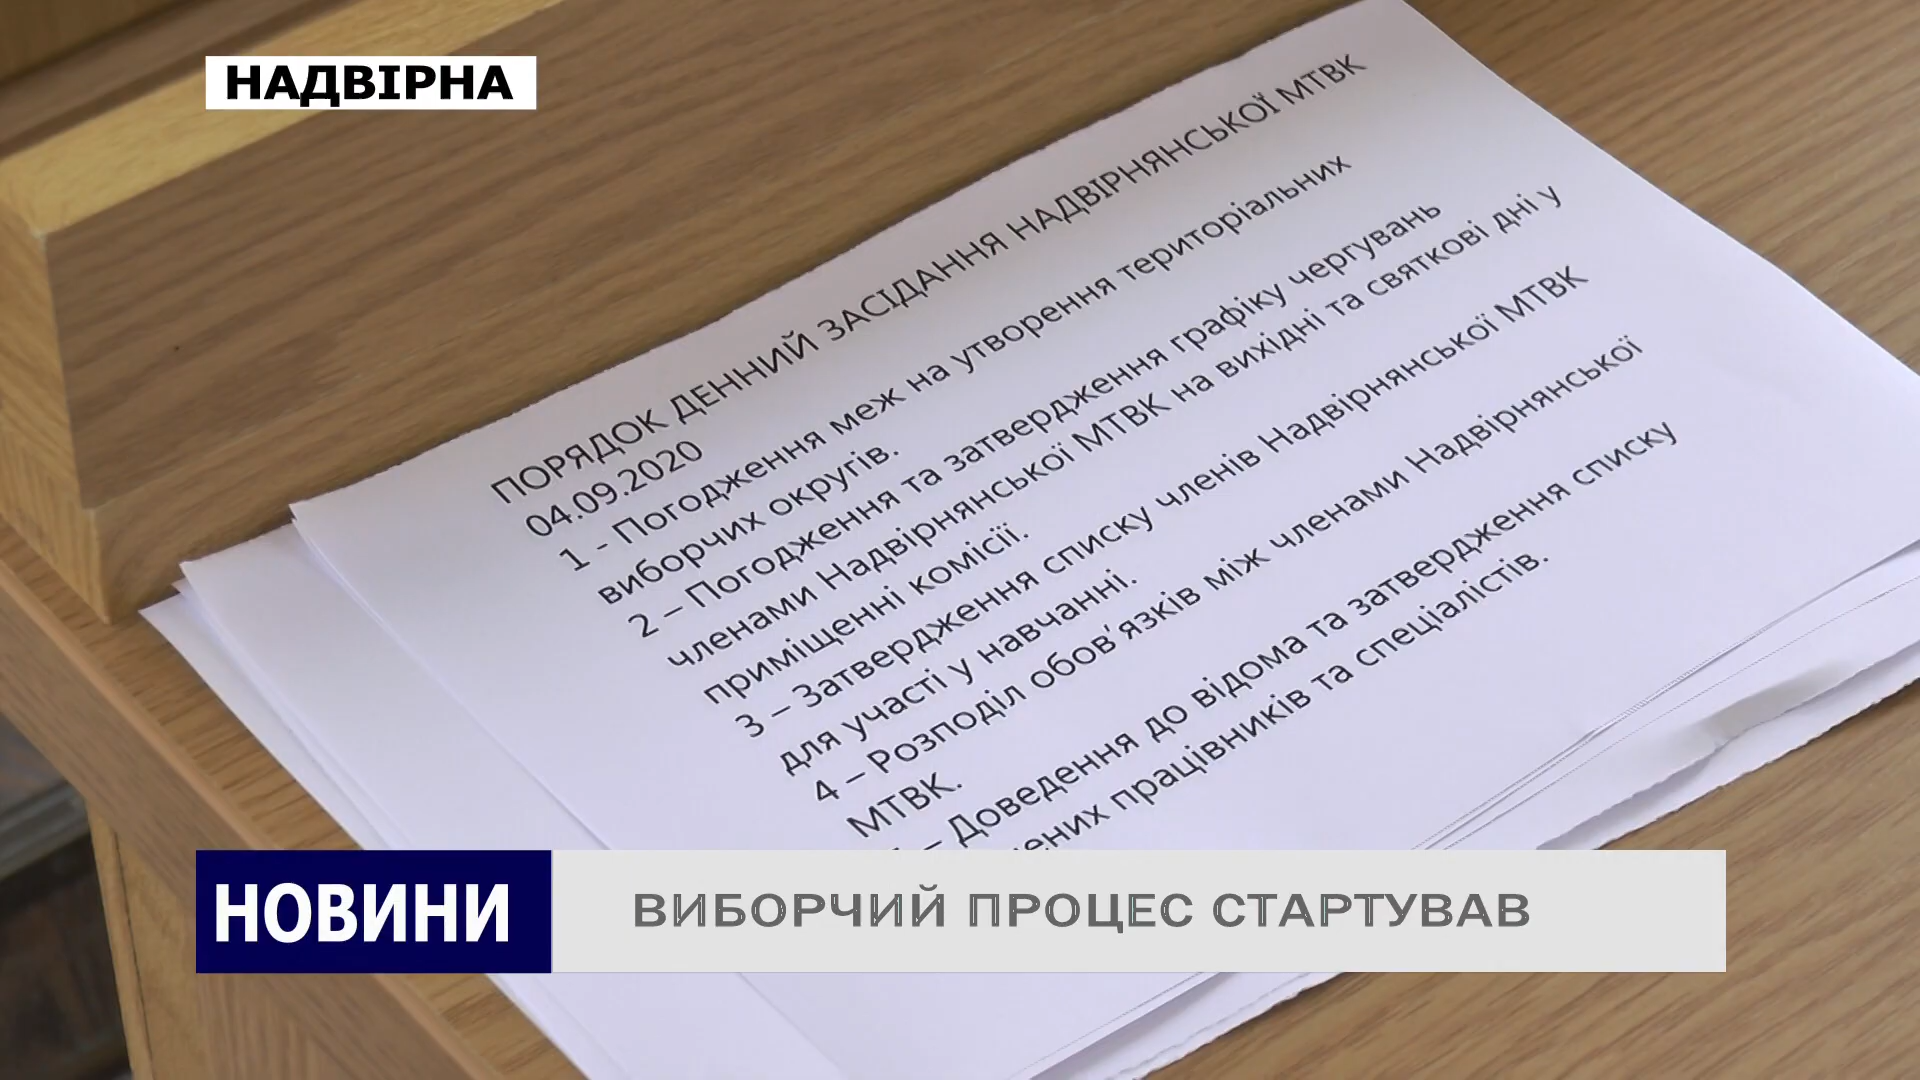 НАДВІРНА
ПОРЯДОК ДЕННИЙ ЗАСІДАННЯ НАДВІРНЯНСЬКОЇ МТВК
04.09.2020
1 - Погодження меж на утворення територіальних
виборчих округів.
2 – Погодження та затвердження графіку чергувань
членами Надвірнянської МТВК на вихідні та святкові дні у
приміщенні комісії.
3 – Затвердження списку членів Надвірнянської МТВК
для участі у навчанні.
4 – Розподіл обов'язків між членами Надвірнянської
МТВК.
– Доведення до відома та затвердження списку
працівників та спеціалістів.
НОВИНИ
ВИБОРЧИЙ ПРОЦЕС СТАРТУВАВ